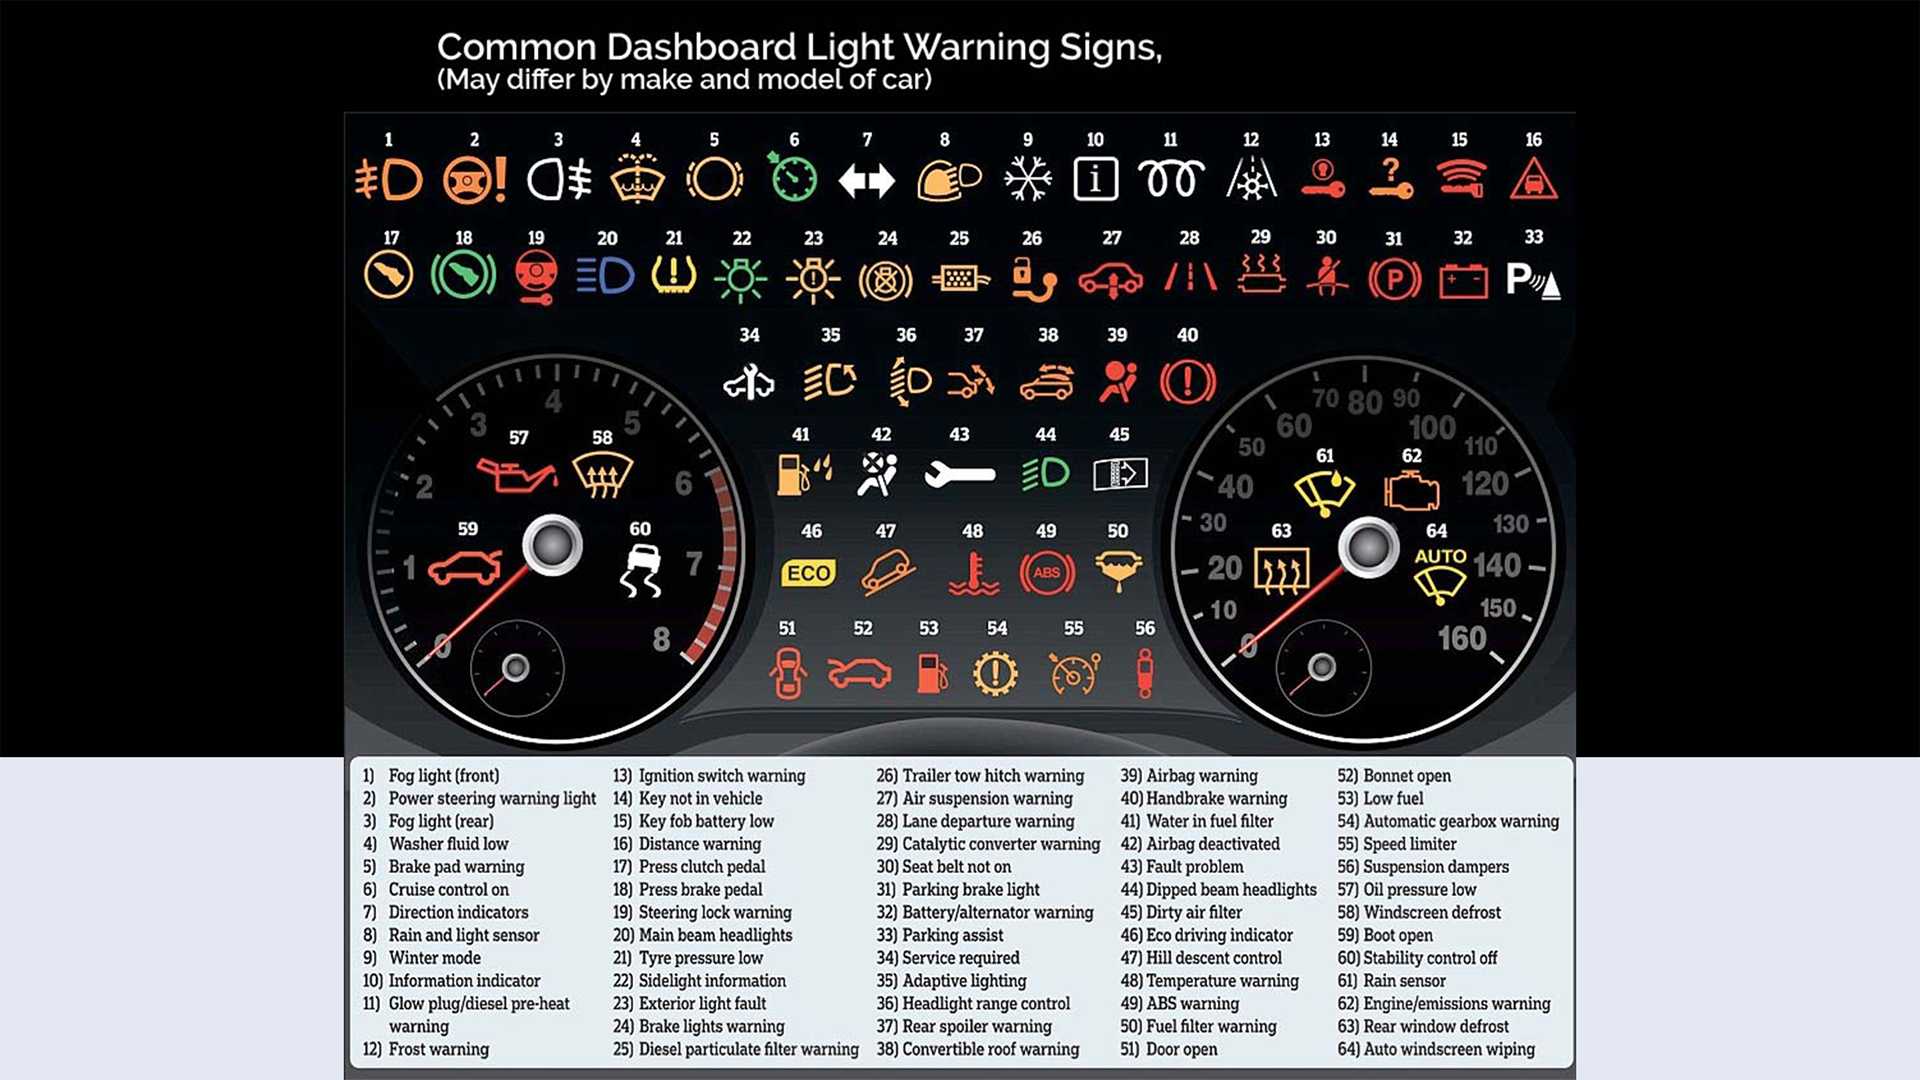 Common Dashboard Light Warning Signs,
(May differ by make and model of car)
1 2 3 4 5 6 7 8 9 10 11 12 13 14 15 16
i ?
17 18 19 20 21 22 23 24 25 26 27 28 29 30 31 32 33
P P
34 35 36 37 38 39 40
41 42 43 44 45
46 47 48 49 50
ECO ABS
51 52 53 54 55 56
57 58
59 60
0 1 2 3 4 5 6 7 8
61 62
63 64
AUTO
0 10 20 30 40 50 60 70 80 90 100 110 120 130 140 150 160
1) Fog light (front)
2) Power steering warning light
3) Fog light (rear)
4) Washer fluid low
5) Brake pad warning
6) Cruise control on
7) Direction indicators
8) Rain and light sensor
9) Winter mode
10) Information indicator
11) Glow plug/diesel pre-heat
warning
12) Frost warning
13) Ignition switch warning
14) Key not in vehicle
15) Key fob battery low
16) Distance warning
17) Press clutch pedal
18) Press brake pedal
19) Steering lock warning
20) Main beam headlights
21) Tyre pressure low
22) Sidelight information
23) Exterior light fault
24) Brake lights warning
25) Diesel particulate filter warning
26) Trailer tow hitch warning
27) Air suspension warning
28) Lane departure warning
29) Catalytic converter warning
30) Seat belt not on
31) Parking brake light
32) Battery/alternator warning
33) Parking assist
34) Service required
35) Adaptive lighting
36) Headlight range control
37) Rear spoiler warning
38) Convertible roof warning
39) Airbag warning
40) Handbrake warning
41) Water in fuel filter
42) Airbag deactivated
43) Fault problem
44) Dipped beam headlights
45) Dirty air filter
46) Eco driving indicator
47) Hill descent control
48) Temperature warning
49) ABS warning
50) Fuel filter warning
51) Door open
52) Bonnet open
53) Low fuel
54) Automatic gearbox warning
55) Speed limiter
56) Suspension dampers
57) Oil pressure low
58) Windscreen defrost
59) Boot open
60) Stability control off
61) Rain sensor
62) Engine/emissions warning
63) Rear window defrost
64) Auto windscreen wiping